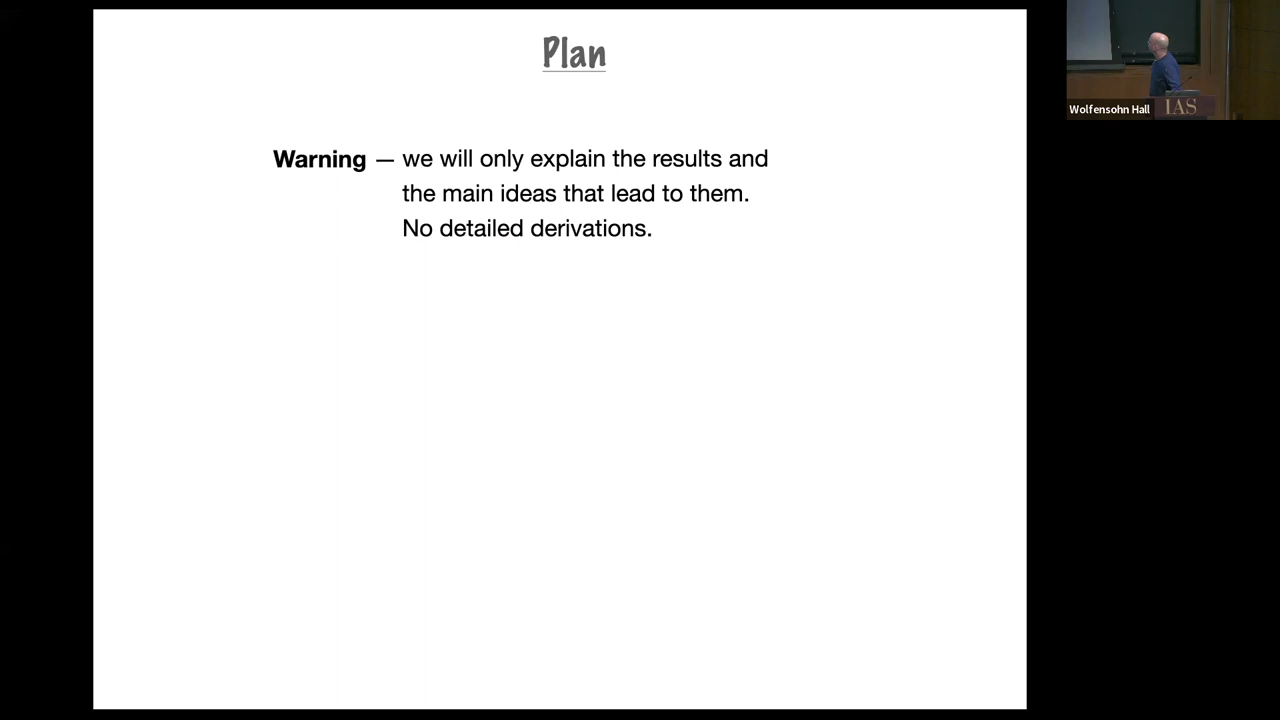 Plan
Warning — we will only explain the results and
the main ideas that lead to them.
No detailed derivations.
Wolfensohn Hall
IAS